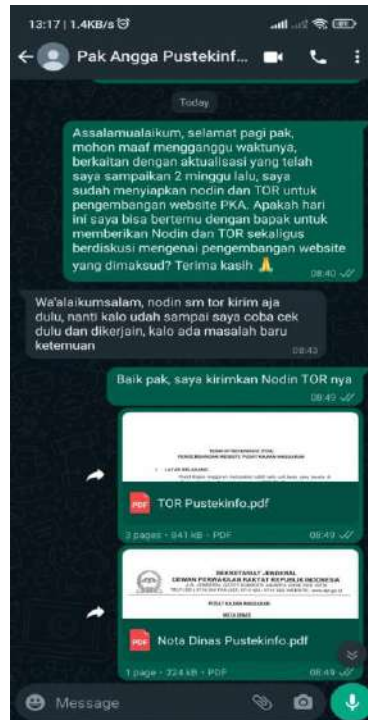 13:17 | 1.4KB/s
Pak Angga Pustekinf...
Today
Assalamualaikum, selamat pagi pak,
mohon maaf mengganggu waktunya,
berkaitan dengan aktualisasi yang telah
saya sampaikan 2 minggu lalu, saya
sudah menyiapkan nodin dan TOR untuk
pengembangan website PKA. Apakah hari
ini saya bisa bertemu dengan bapak untuk
memberikan Nodin dan TOR sekaligus
berdiskusi mengenai pengembangan website
yang dimaksud? Terima kasih 🙏
08:40
Wa'alaikumsalam, nodin sm tor kirim aja
dulu, nanti kalo udah sampai saya coba cek
dulu dan dikerjain, kalo ada masalah baru
ketemuan
08:43
Baik pak, saya kirimkan Nodin TOR nya
08:49
PDF
TOR Pustekinfo.pdf
3 pages • 841 kB • PDF
08:49
SEKRETARIAT JENDERAL
DEWAN PERWAKILAN RAKYAT REPUBLIK INDONESIA
NOTA DINAS
PDF
Nota Dinas Pustekinfo.pdf
1 page • 324 kB • PDF
08:49
Message